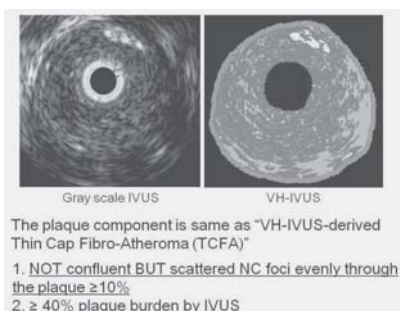 Gray scale IVUS
VH-IVUS
The plaque component is same as “VH-IVUS-derived
Thin Cap Fibro-Atheroma (TCFA)”
1. NOT confluent BUT scattered NC foci evenly through
the plaque ≥10%
2. ≥ 40% plaque burden by IVUS